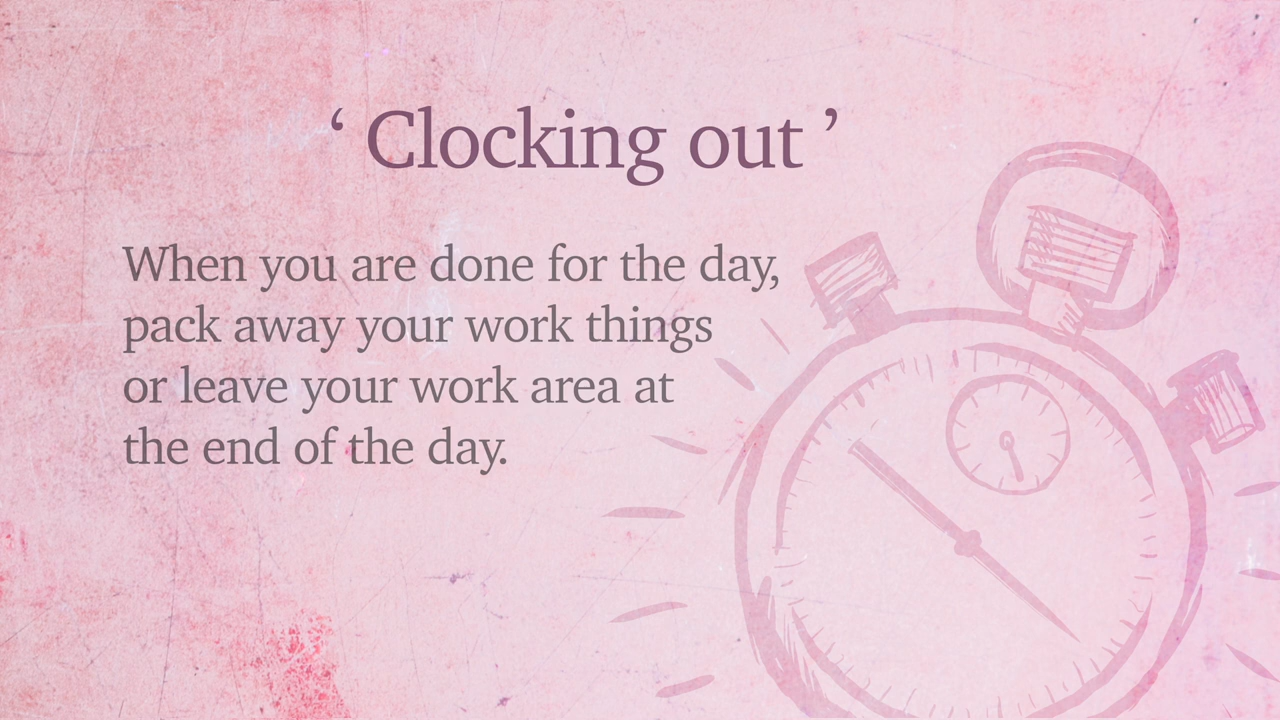 ‘ Clocking out ’
When you are done for the day,
pack away your work things
or leave your work area at
the end of the day.